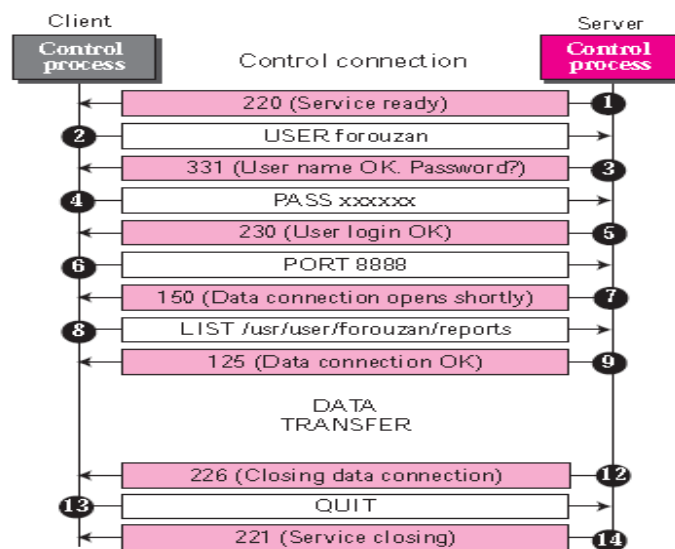 Client
Server
Control process
Control connection
Control process
220 (Service ready)
1
2
USER forouzan
331 (User name OK. Password?)
3
4
PASS xxxxxx
230 (User login OK)
5
6
PORT 8888
150 (Data connection opens shortly)
7
8
LIST /usr/user/forouzan/reports
125 (Data connection OK)
9
DATA
TRANSFER
226 (Closing data connection)
12
13
QUIT
221 (Service closing)
14